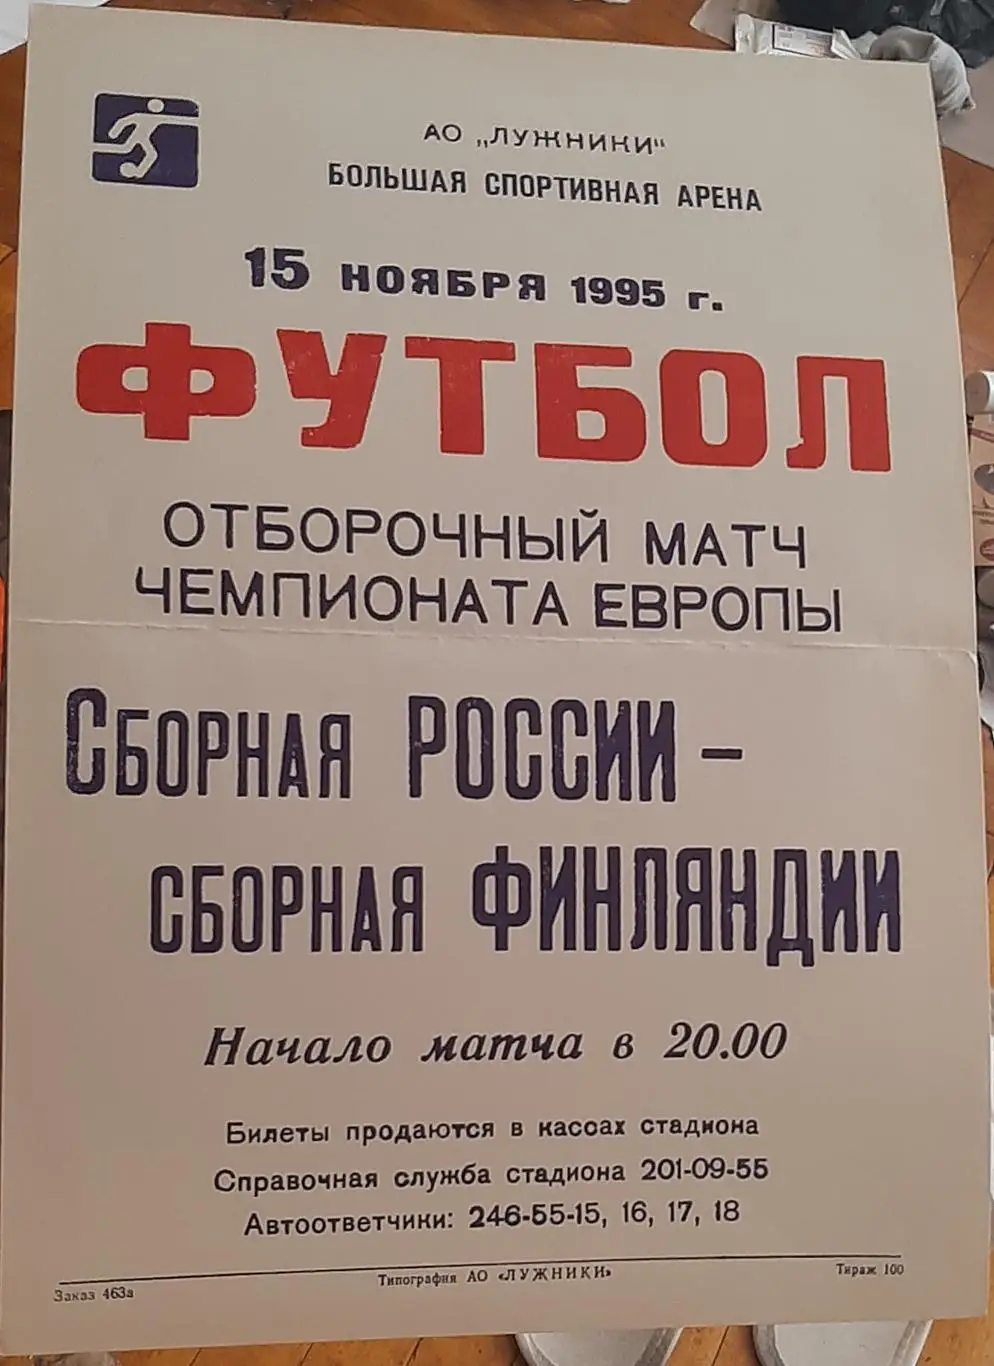 АО „ЛУЖНИКИ"
БОЛЬШАЯ СПОРТИВНАЯ АРЕНА
15 НОЯБРЯ 1995 г.
ФУТБОЛ
ОТБОРОЧНЫЙ МАТЧ
ЧЕМПИОНАТА ЕВРОПЫ
СБОРНАЯ РОССИИ –
СБОРНАЯ ФИНЛЯНДИИ
Начало матча в 20.00
Билеты продаются в кассах стадиона
Справочная служба стадиона 201-09-55
Автоответчики: 246-55-15, 16, 17, 18
Заказ 463а
Типография АО «ЛУЖНИКИ»
Тираж 100